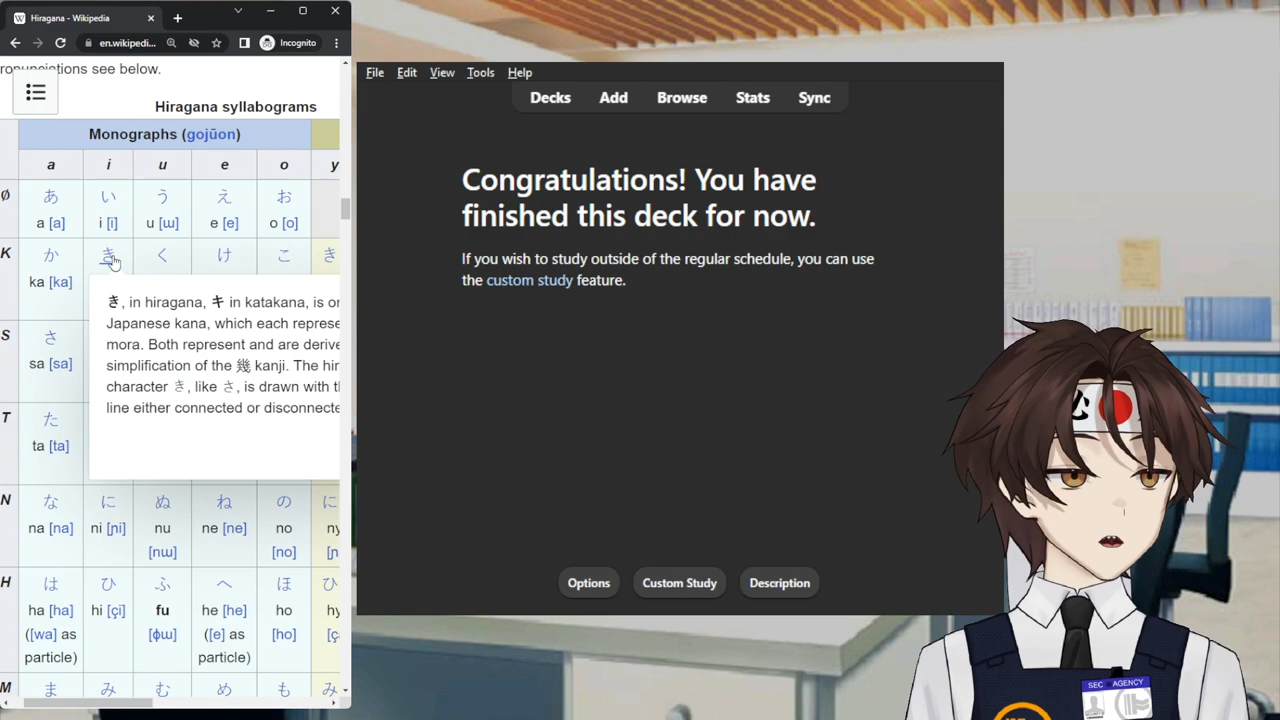 Hiragana - Wikipedia
en.wikipedi...
Incognito
ronunciations see below.
Hiragana syllabograms
Monographs (gojūon)
a i u e o y
Ø あ い う え お
a [a] i [i] u [ɯ] e [e] o [o]
K か き く け こ き
ka [ka]
き, in hiragana, キ in katakana, is or
Japanese kana, which each represe
mora. Both represent and are derive
simplification of the 幾 kanji. The hir
character き, like さ, is drawn with th
line either connected or disconnecte
S さ
sa [sa]
T た
ta [ta]
N な に ぬ ね の に
na [na] ni [ɲi] nu ne [ne] no ny
[nɯ] [no] [ɲ
H は ひ ふ へ ほ ひ
ha [ha] hi [çi] fu he [he] ho hy
([wa] as [ɸɯ] ([e] as [ho] [ç
particle) particle)
M ま み む め も み
File Edit View Tools Help
Decks Add Browse Stats Sync
Congratulations! You have
finished this deck for now.
If you wish to study outside of the regular schedule, you can use
the custom study feature.
Options Custom Study Description
SEC AGENCY